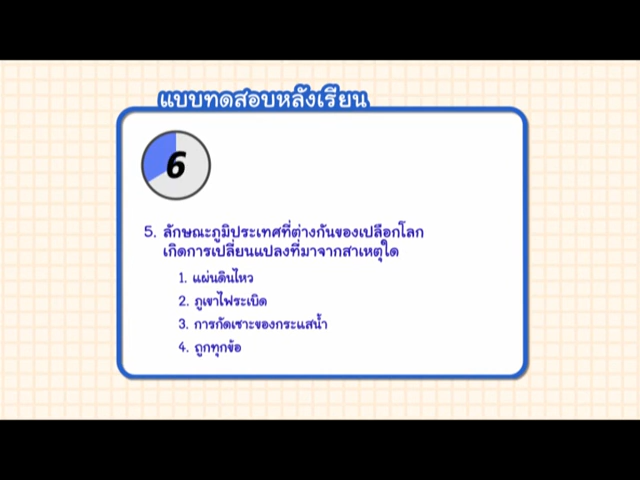 แบบทดสอบหลังเรียน
6
5. ลักษณะภูมิประเทศที่ต่างกันของเปลือกโลก
เกิดการเปลี่ยนแปลงที่มาจากสาเหตุใด
1. แผ่นดินไหว
2. ภูเขาไฟระเบิด
3. การกัดเซาะของกระแสน้ำ
4. ถูกทุกข้อ